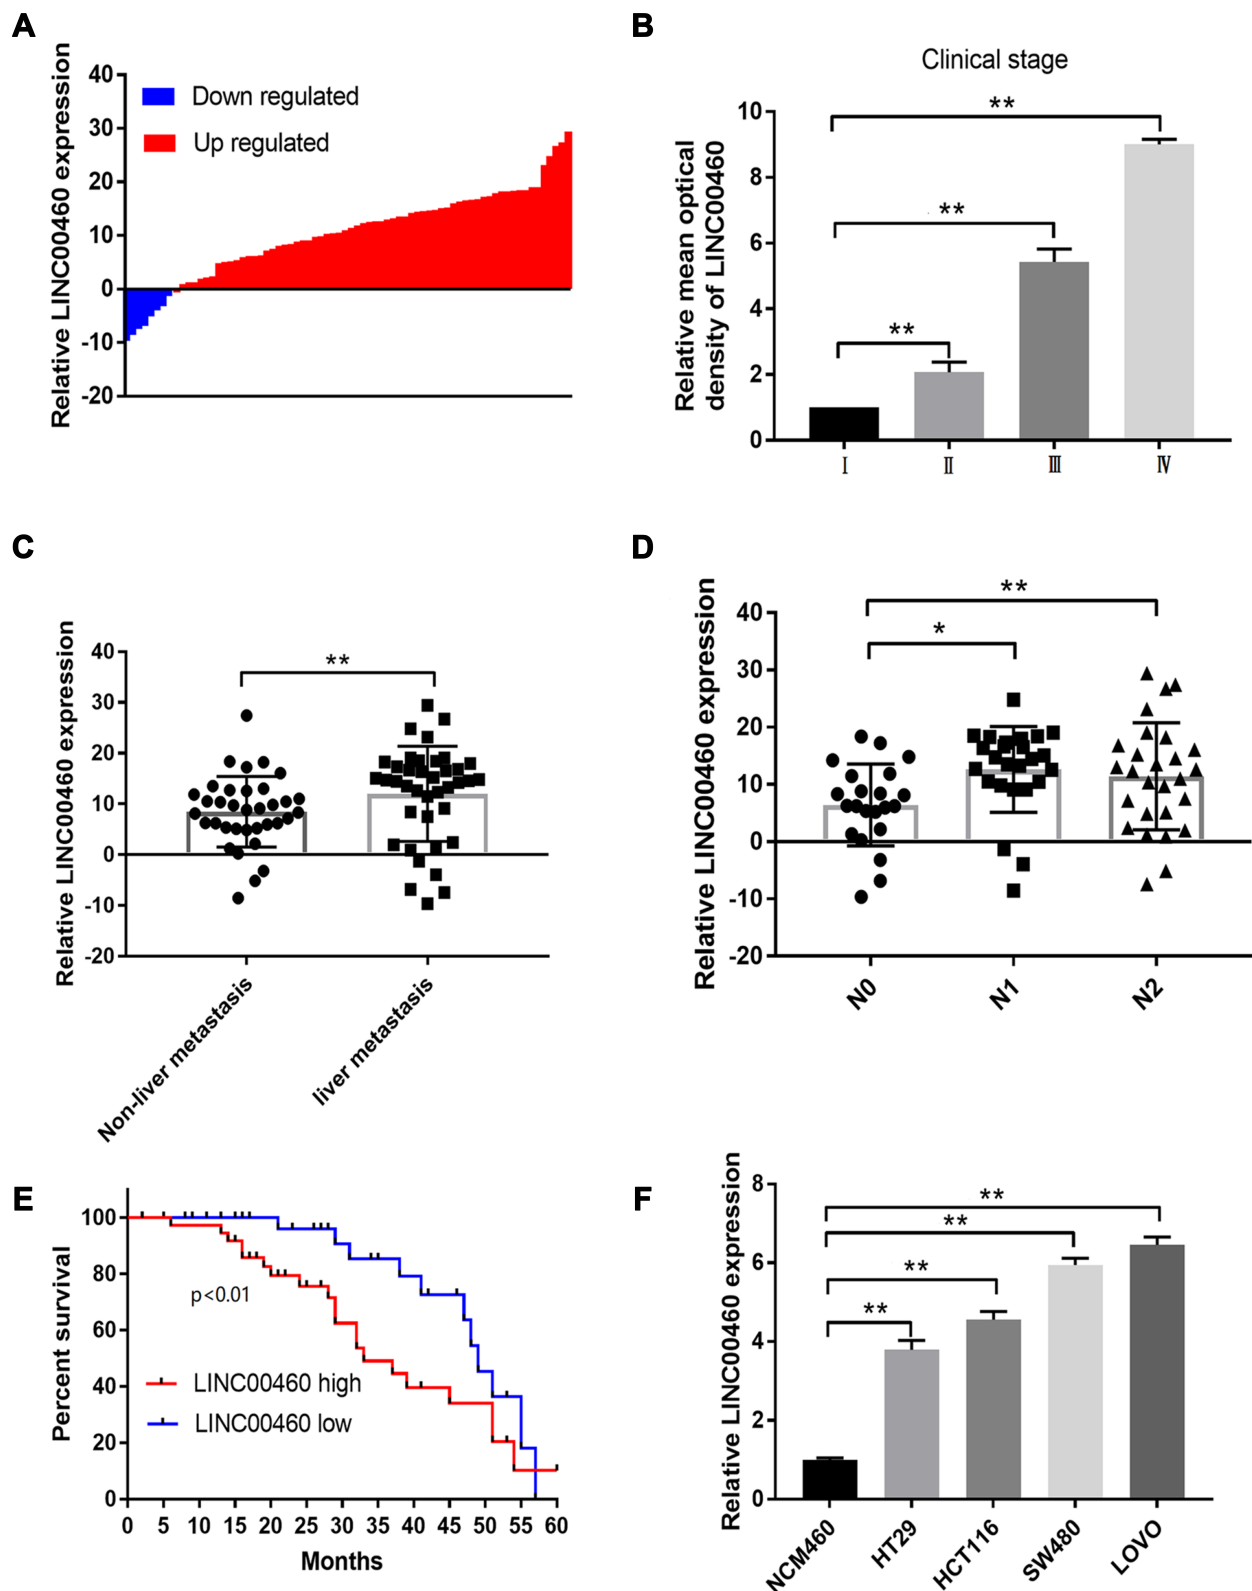 A
Relative LINC00460 expression
40
30
20
10
0
-10
-20
Down regulated
Up regulated
B
Clinical stage
Relative mean optical
density of LINC00460
10
8
6
4
2
0
**
**
**
I
II
III
IV
C
Relative LINC00460 expression
40
30
20
10
0
-10
-20
**
Non-liver metastasis
liver metastasis
D
Relative LINC00460 expression
40
30
20
10
0
-10
-20
**
*
N0
N1
N2
E
Percent survival
100
80
60
40
20
0
p<0.01
LINC00460 high
LINC00460 low
0 5 10 15 20 25 30 35 40 45 50 55 60
Months
F
Relative LINC00460 expression
8
6
4
2
0
**
**
**
**
NCM460
HT29
HCT116
SW480
LOVO